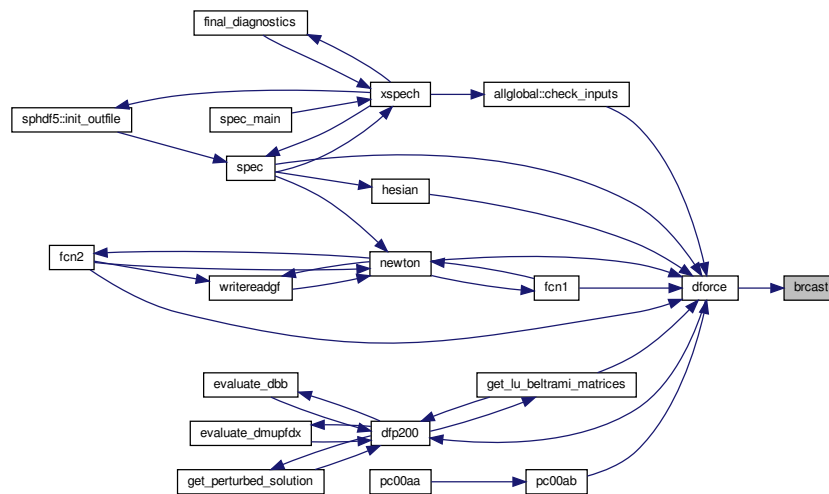 final_diagnostics
xspech
allglobal::check_inputs
sphdf5::init_outfile
spec_main
spec
hesian
fcn2
newton
writereadgf
fcn1
dforce
brcast
evaluate_dbb
get_lu_beltrami_matrices
evaluate_dmupfdx
dfp200
get_perturbed_solution
pc00aa
pc00ab